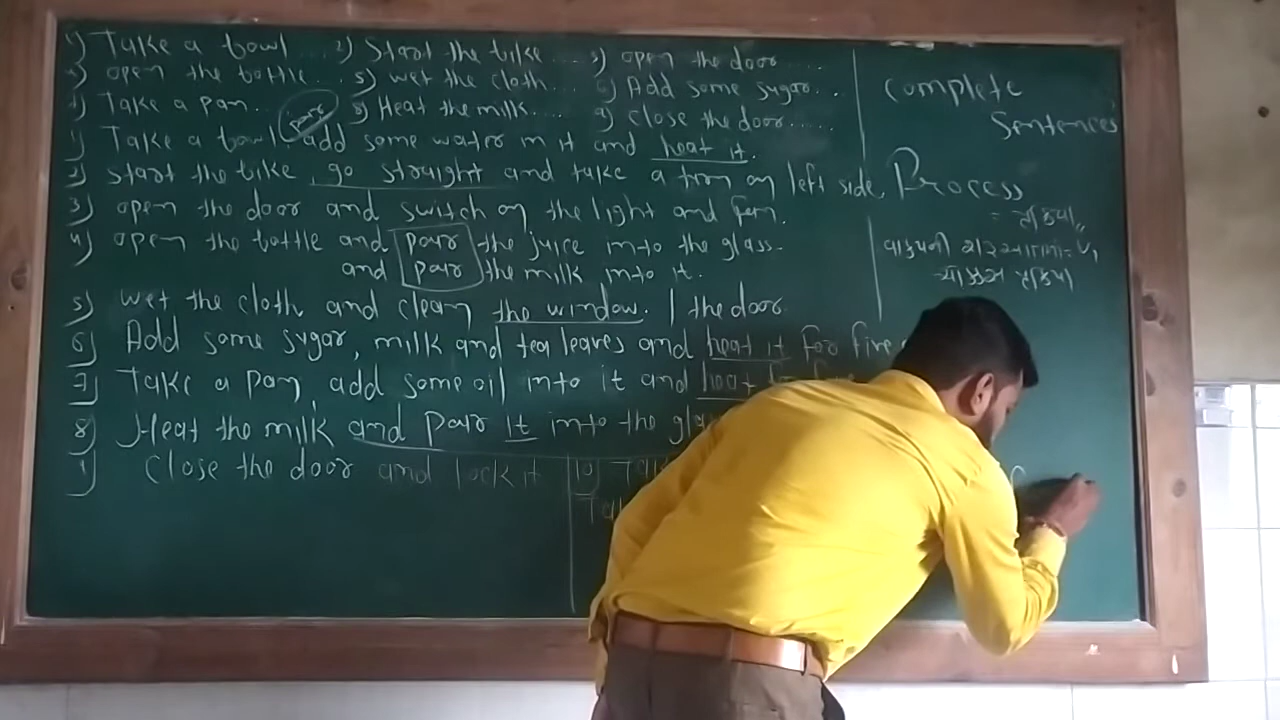 1) Take a bowl... 2) Start the bike.... 3) open the door.....
4) open the bottle... 5) wet the cloth... 6) Add some sugar...
7) Take a pan... 8) Heat the milk.... 9) Close the door......
1) Take a bowl add some water in it and heat it.
pour
2) Start the bike, go straight and take a turn on left side.
3) open the door and switch on the light and fan.
4) open the bottle and pour the juice into the glass.
and pour the milk into it.
5) wet the cloth and clean the window. / the door.
6) Add some sugar, milk and tea leaves and heat it for five
7) Take a pan, add some oil into it and heat
8) Heat the milk and pour it into the
9) Close the door and lock it
10)
Complete
Sentences
Process